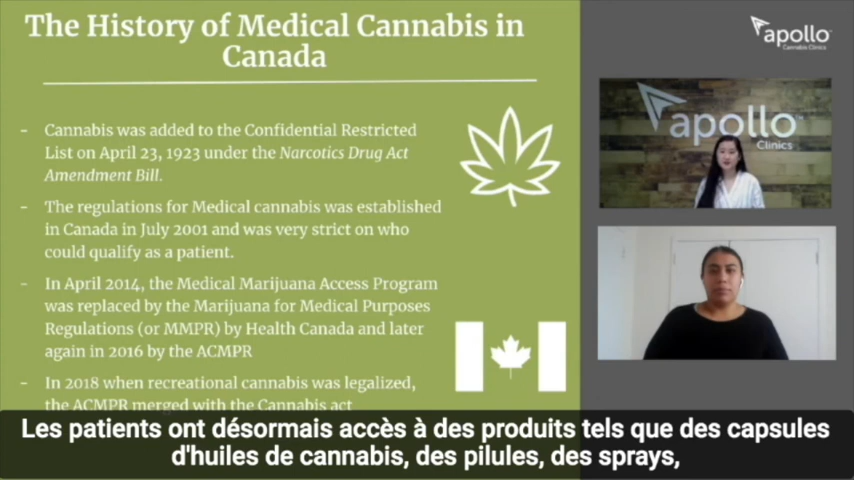 The History of Medical Cannabis in
Canada
- Cannabis was added to the Confidential Restricted
List on April 23, 1923 under the Narcotics Drug Act
Amendment Bill.
- The regulations for Medical cannabis was established
in Canada in July 2001 and was very strict on who
could qualify as a patient.
- In April 2014, the Medical Marijuana Access Program
was replaced by the Marijuana for Medical Purposes
Regulations (or MMPR) by Health Canada and later
again in 2016 by the ACMPR
- In 2018 when recreational cannabis was legalized,
the ACMPR merged with the Cannabis act
apollo
Cannabis Clinics
apollo
Clinics
Les patients ont désormais accès à des produits tels que des capsules
d'huiles de cannabis, des pilules, des sprays,